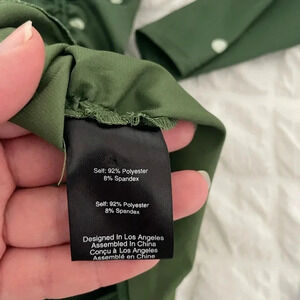 Self: 92% Polyester
8% Spandex
Self: 92% Polyester
8% Spandex
Designed In Los Angeles
Assembled In China
Conçu à Los Angeles
Assemblé en Chine